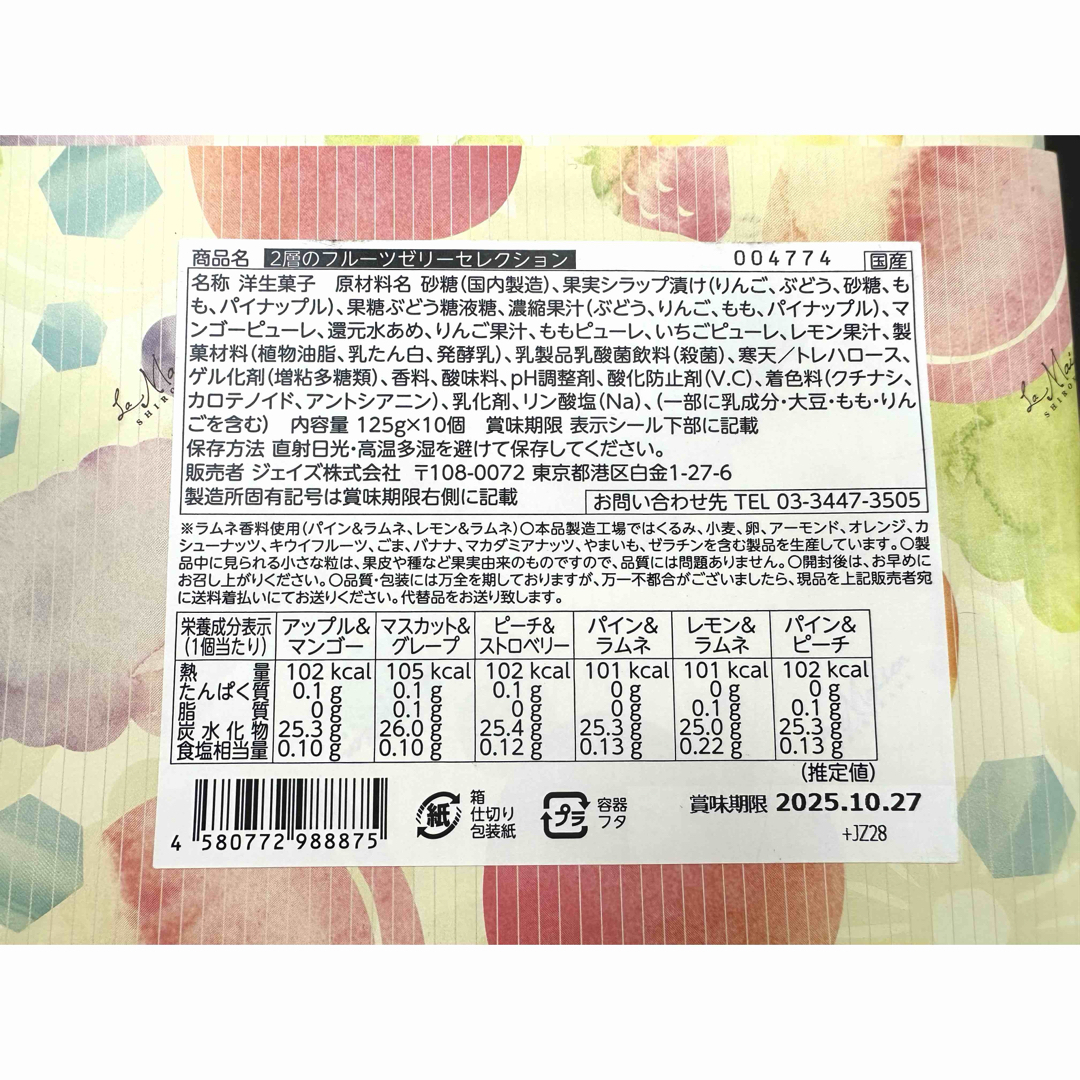 商品名 2層のフルーツゼリーセレクション 004774 国産
名称 洋生菓子 原材料名 砂糖(国内製造)、果実シラップ漬け(りんご、ぶどう、砂糖、も
も、パイナップル)、果糖ぶどう糖液糖、濃縮果汁(ぶどう、りんご、もも、パイナップル)、マ
ンゴーピューレ、還元水あめ、りんご果汁、ももピューレ、いちごピューレ、レモン果汁、製
菓材料(植物油脂、乳たん白、発酵乳)、乳製品乳酸菌飲料(殺菌)、寒天／トレハロース、
ゲル化剤(増粘多糖類)、香料、酸味料、pH調整剤、酸化防止剤(V.C)、着色料(クチナシ、
カロテノイド、アントシアニン)、乳化剤、リン酸塩(Na)、(一部に乳成分・大豆・もも・りん
ごを含む) 内容量 125g×10個 賞味期限 表示シール下部に記載
保存方法 直射日光・高温多湿を避けて保存してください。
販売者 ジェイズ株式会社 〒108-0072 東京都港区白金1-27-6
製造所固有記号は賞味期限右側に記載 お問い合わせ先 TEL 03-3447-3505
※ラムネ香料使用(パイン&ラムネ、レモン&ラムネ)○本品製造工場ではくるみ、小麦、卵、アーモンド、オレンジ、カ
シューナッツ、キウイフルーツ、ごま、バナナ、マカダミアナッツ、やまいも、ゼラチンを含む製品を生産しています。○製
品中に見られる小さな粒は、果皮や種など果実由来のものですので、品質には問題ありません。○開封後は、お早めに
お召し上がりください。○品質・包装には万全を期しておりますが、万一不都合がございましたら、現品を上記販売者宛
に送料着払いにてお送りください。代替品をお送り致します。
栄養成分表示 アップル& マスカット& ピーチ& パイン& レモン& パイン&
(1個当たり) マンゴー グレープ ストロベリー ラムネ ラムネ ピーチ
熱量 102 kcal 105 kcal 102 kcal 101 kcal 101 kcal 102 kcal
たんぱく質 0.1 g 0.1 g 0.1 g 0 g 0 g 0 g
脂質 0 g 0.1 g 0 g 0 g 0.1 g 0.1 g
炭水化物 25.3 g 26.0 g 25.4 g 25.3 g 25.0 g 25.3 g
食塩相当量 0.10 g 0.10 g 0.12 g 0.13 g 0.22 g 0.13 g
(推定値)
紙 箱
仕切り
包装紙
プラ 容器
フタ
賞味期限 2025.10.27
+JZ28
4 580772 988875